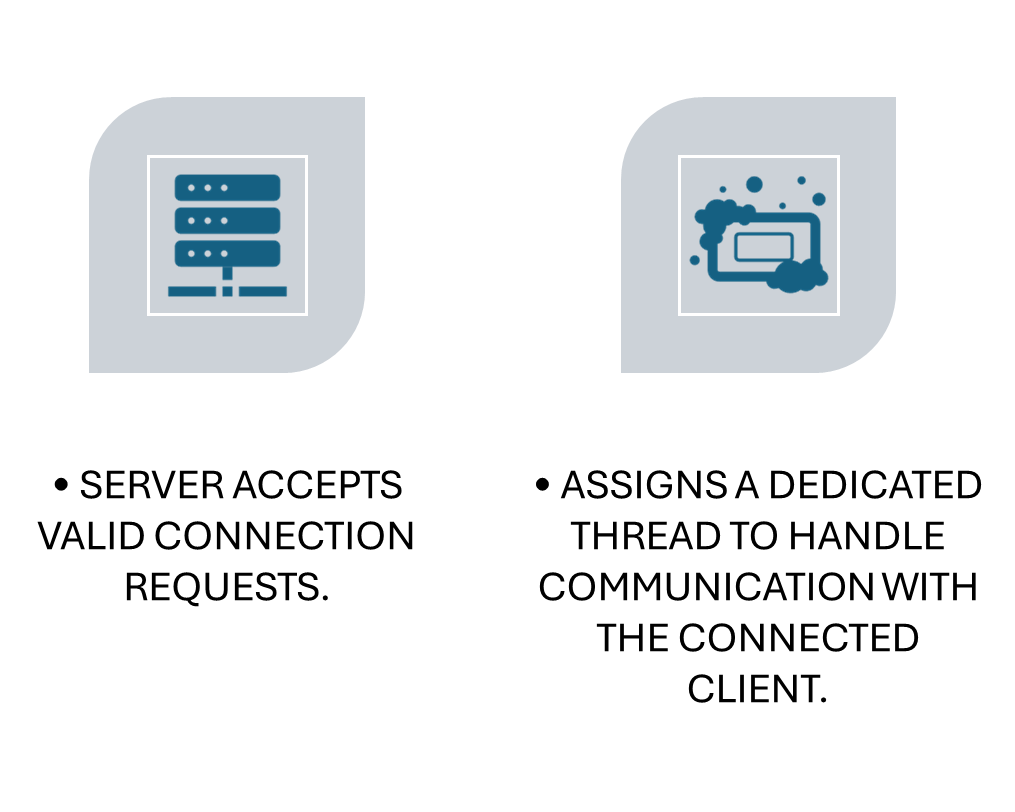 • SERVER ACCEPTS
VALID CONNECTION
REQUESTS.
• ASSIGNS A DEDICATED
THREAD TO HANDLE
COMMUNICATION WITH
THE CONNECTED
CLIENT.